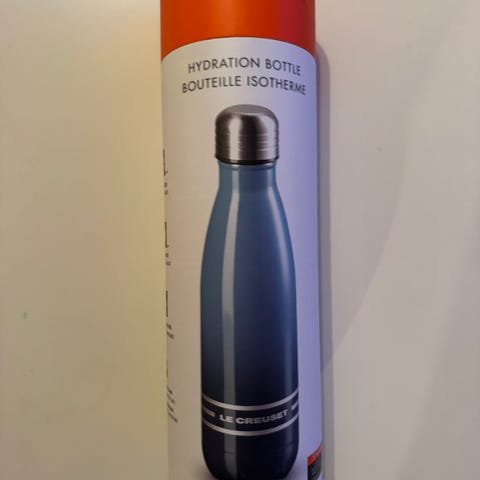 HYDRATION BOTTLE
BOUTEILLE ISOTHERME
LE CREUSET